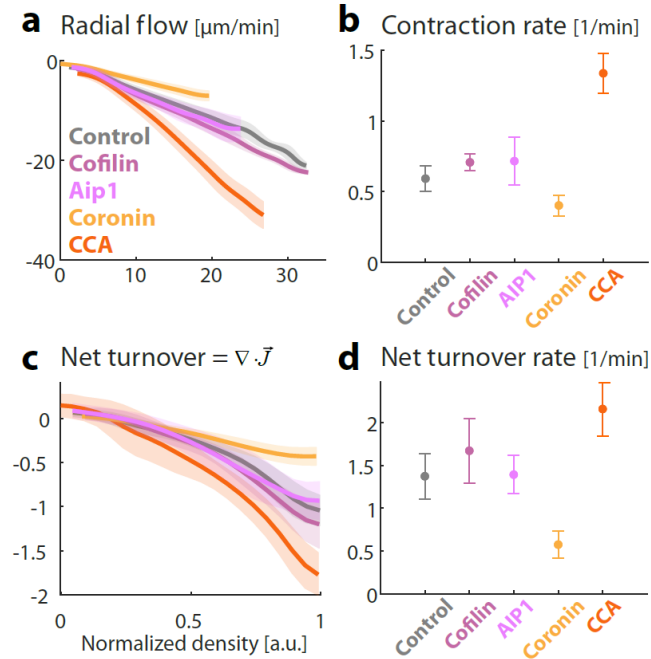 a Radial flow [µm/min]
0
-20
-40
0 10 20 30
Control
Cofilin
Aip1
Coronin
CCA
b Contraction rate [1/min]
1.5
1
0.5
0
Control Cofilin AIP1 Coronin CCA
c Net turnover = ∇·J⃗
0
-0.5
-1
-1.5
-2
0 0.5 1
Normalized density [a.u.]
d Net turnover rate [1/min]
2
1.5
1
0.5
0
Control Cofilin AIP1 Coronin CCA